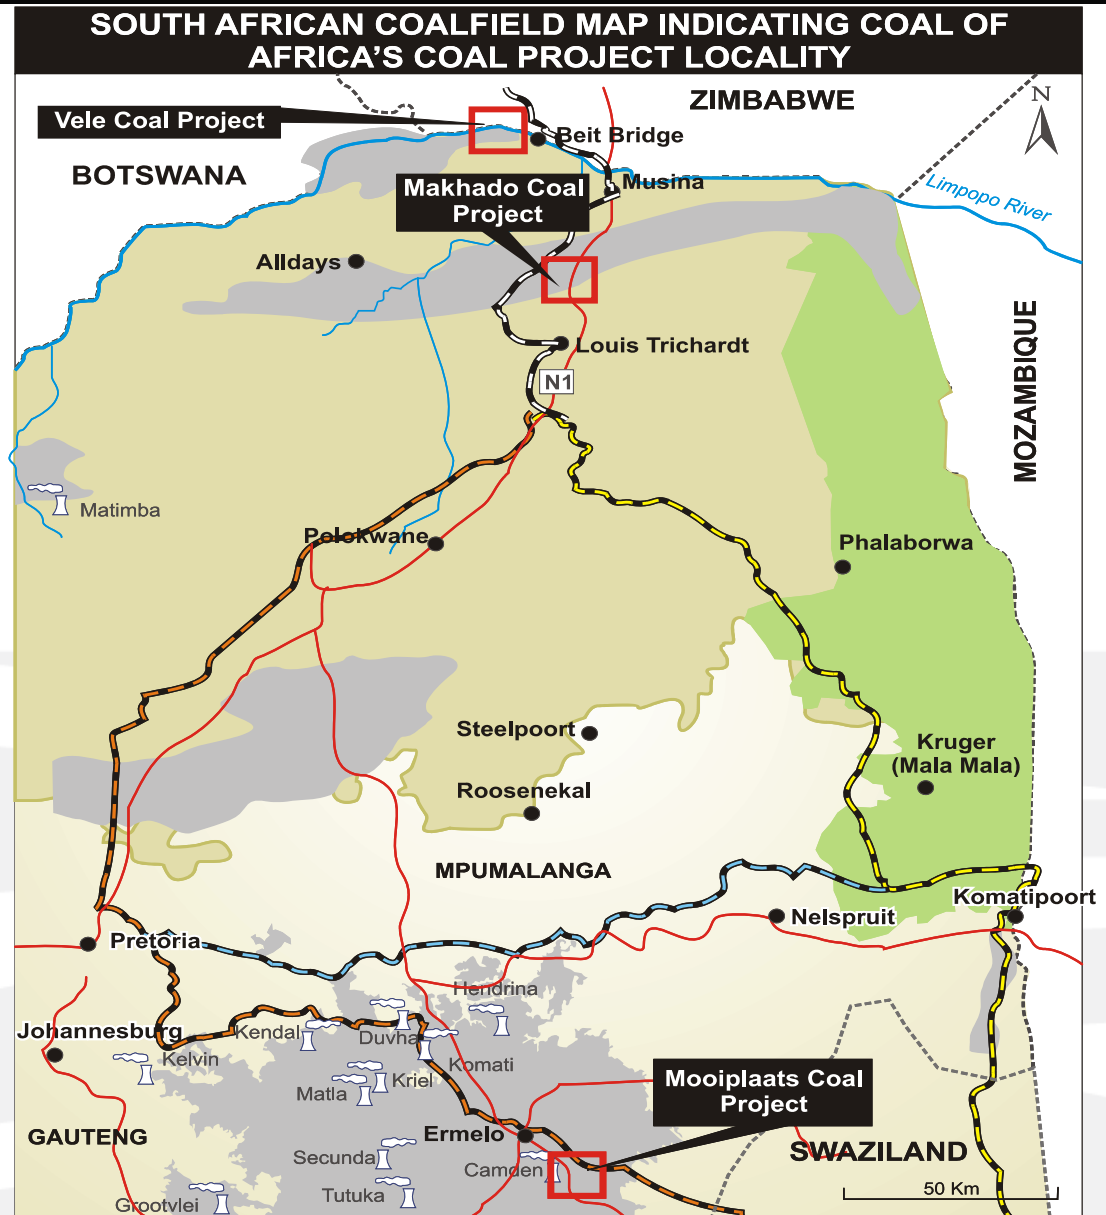 SOUTH AFRICAN COALFIELD MAP INDICATING COAL OF
AFRICA'S COAL PROJECT LOCALITY
ZIMBABWE
N
Vele Coal Project
Beit Bridge
BOTSWANA
Musina
Makhado Coal
Project
Limpopo River
Alldays
MOZAMBIQUE
Louis Trichardt
N1
Matimba
Polokwane
Phalaborwa
Steelpoort
Kruger
(Mala Mala)
Roosenekal
MPUMALANGA
Komatipoort
Nelspruit
Pretoria
Hendrina
Johannesburg
Kendal
Duvha
Kelvin
Komati
Kriel
Matla
Mooiplaats Coal
Project
GAUTENG
Ermelo
SWAZILAND
Secunda
Camden
Tutuka
50 Km
Grootvlei